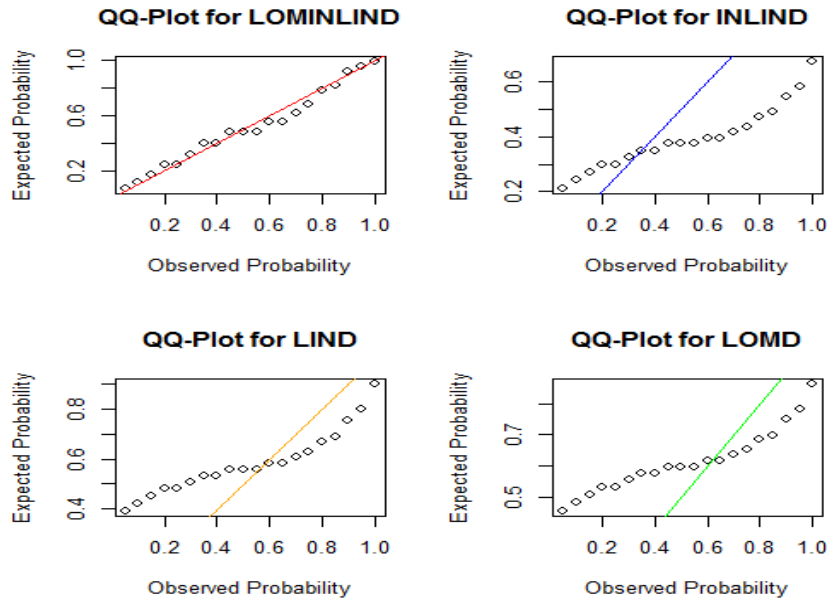 QQ-Plot for LOMINLIND
Expected Probability
1.0
0.6
0.2
0.2 0.4 0.6 0.8 1.0
Observed Probability
QQ-Plot for INLIND
Expected Probability
0.6
0.4
0.2
0.2 0.4 0.6 0.8 1.0
Observed Probability
QQ-Plot for LIND
Expected Probability
0.8
0.6
0.4
0.2 0.4 0.6 0.8 1.0
Observed Probability
QQ-Plot for LOMD
Expected Probability
0.7
0.5
0.2 0.4 0.6 0.8 1.0
Observed Probability